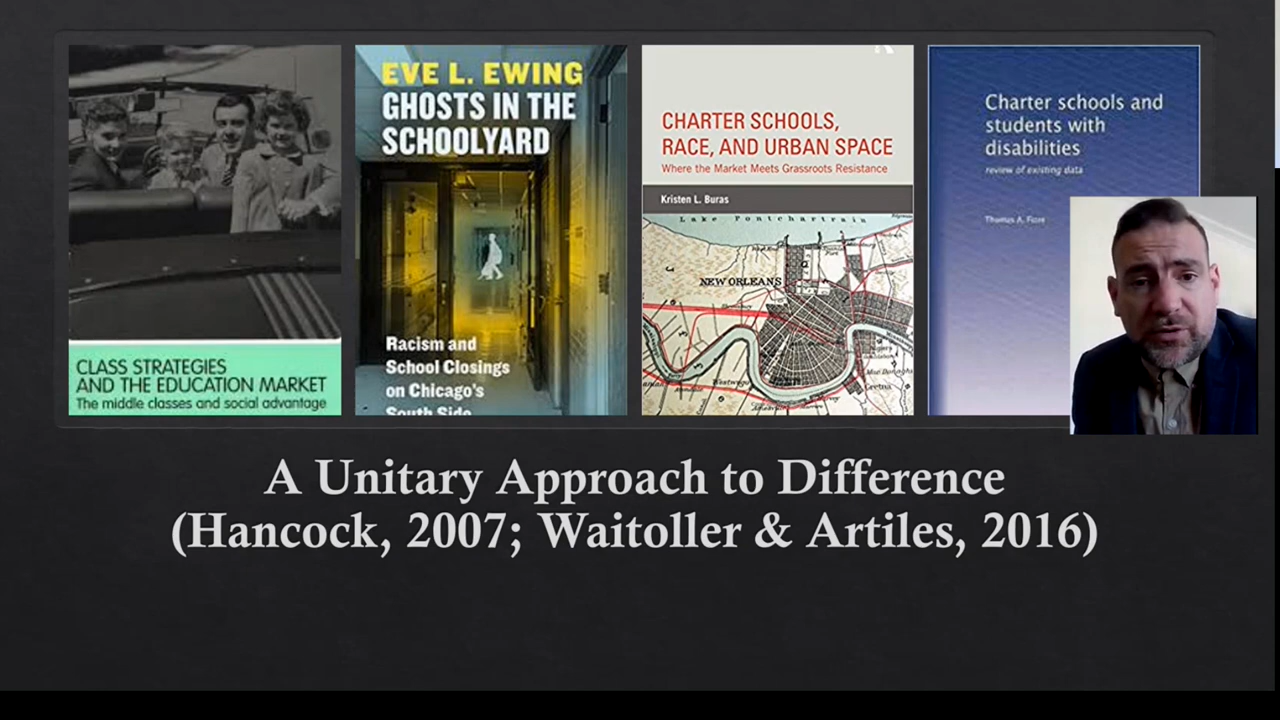 CLASS STRATEGIES
AND THE EDUCATION MARKET
The middle classes and social advantage
EVE L. EWING
GHOSTS IN THE
SCHOOLYARD
Racism and
School Closings
on Chicago's
South Side
CHARTER SCHOOLS,
RACE, AND URBAN SPACE
Where the Market Meets Grassroots Resistance
Kristen L. Buras
Lake Pontchartrain
NEW ORLEANS
Gretna
Charter schools and
students with
disabilities
review of existing data
Thomas A. Fiore
A Unitary Approach to Difference
(Hancock, 2007; Waitoller & Artiles, 2016)